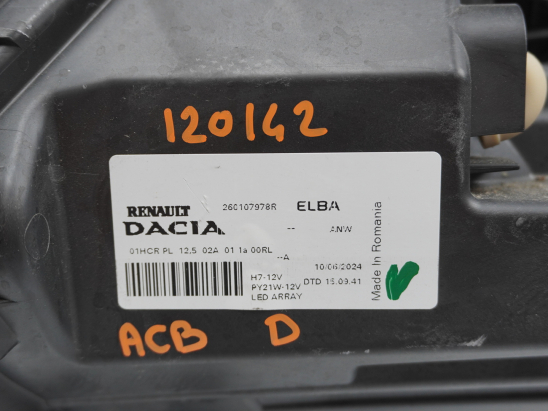 120142
RENAULT 260107978R ELBA
DACIA -- ANW
01HCR PL 12.5 02A 01 1a 00RL
--A
10/06/2024
H7-12V
PY21W-12V DTD 15.09.41
LED ARRAY
Made In Romania
ACB D